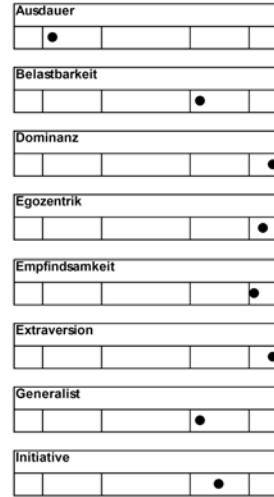 Ausdauer
Belastbarkeit
Dominanz
Egozentrik
Empfindsamkeit
Extraversion
Generalist
Initiative